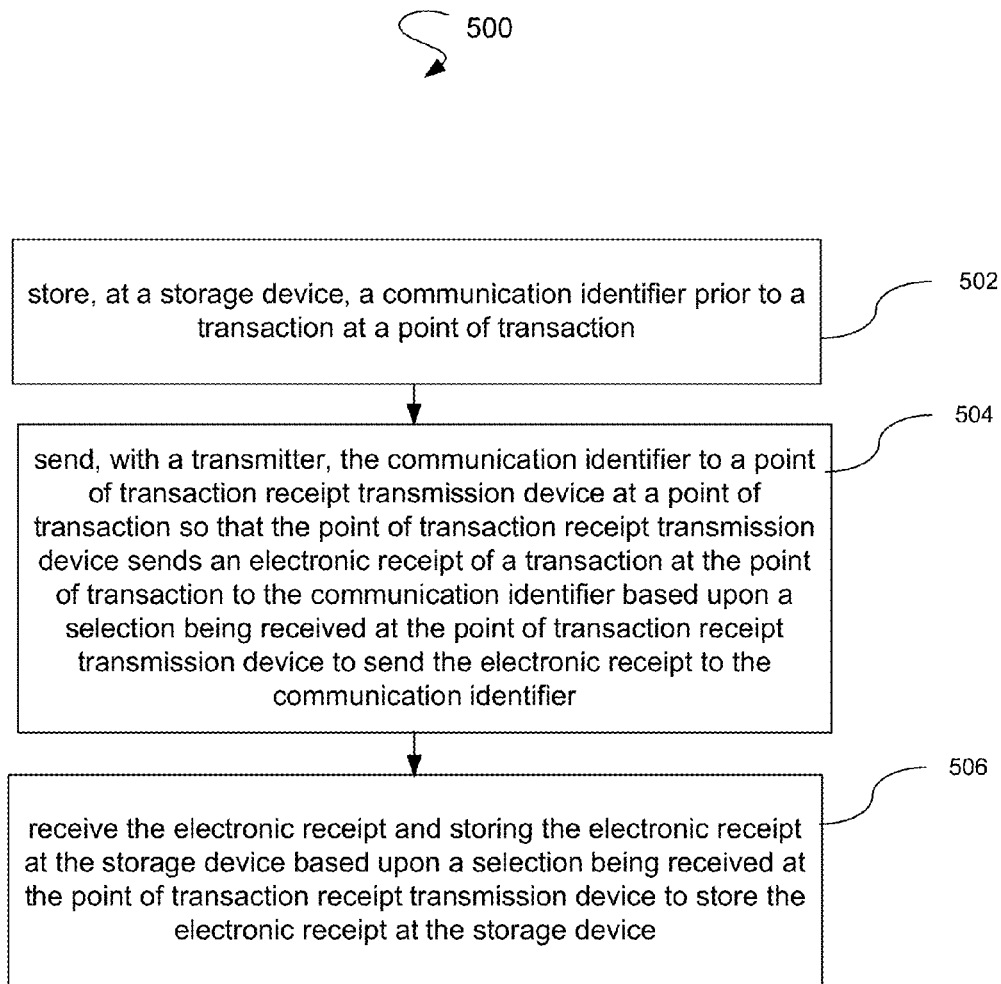 500
store, at a storage device, a communication identifier prior to a
transaction at a point of transaction
502
504
send, with a transmitter, the communication identifier to a point
of transaction receipt transmission device at a point of
transaction so that the point of transaction receipt transmission
device sends an electronic receipt of a transaction at the point
of transaction to the communication identifier based upon a
selection being received at the point of transaction receipt
transmission device to send the electronic receipt to the
communication identifier
506
receive the electronic receipt and storing the electronic receipt
at the storage device based upon a selection being received at
the point of transaction receipt transmission device to store the
electronic receipt at the storage device